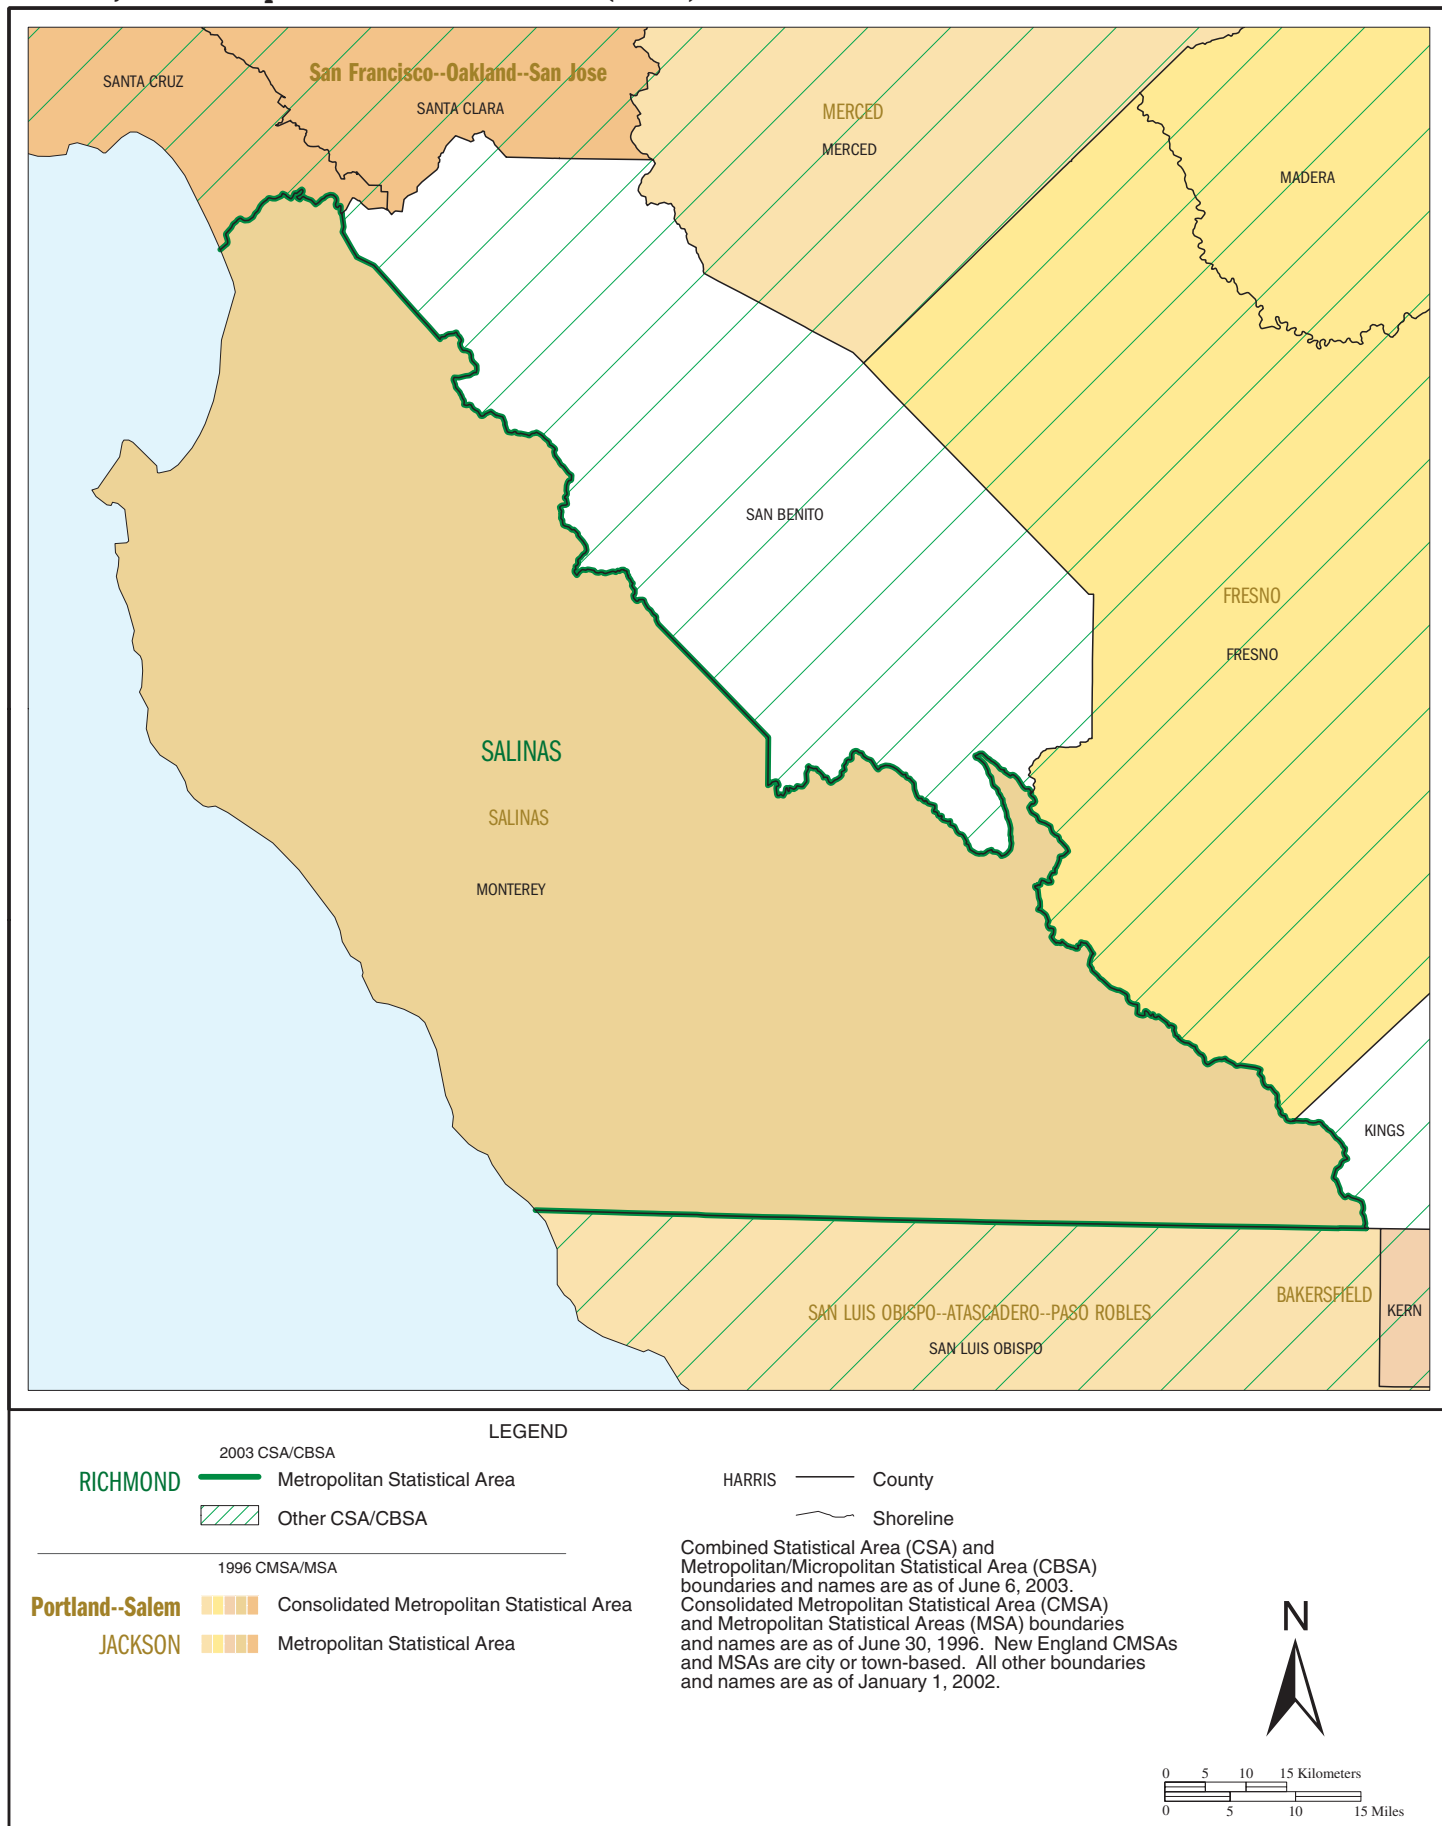 San Francisco--Oakland--San Jose
SANTA CRUZ
SANTA CLARA
MERCED
MERCED
MADERA
SAN BENITO
FRESNO
FRESNO
SALINAS
SALINAS
MONTEREY
KINGS
BAKERSFIELD
KERN
SAN LUIS OBISPO--ATASCADERO--PASO ROBLES
SAN LUIS OBISPO
LEGEND
2003 CSA/CBSA
RICHMOND Metropolitan Statistical Area
Other CSA/CBSA
1996 CMSA/MSA
Portland--Salem Consolidated Metropolitan Statistical Area
JACKSON Metropolitan Statistical Area
HARRIS County
Shoreline
Combined Statistical Area (CSA) and
Metropolitan/Micropolitan Statistical Area (CBSA)
boundaries and names are as of June 6, 2003.
Consolidated Metropolitan Statistical Area (CMSA)
and Metropolitan Statistical Areas (MSA) boundaries
and names are as of June 30, 1996. New England CMSAs
and MSAs are city or town-based. All other boundaries
and names are as of January 1, 2002.
N
0 5 10 15 Kilometers
0 5 10 15 Miles